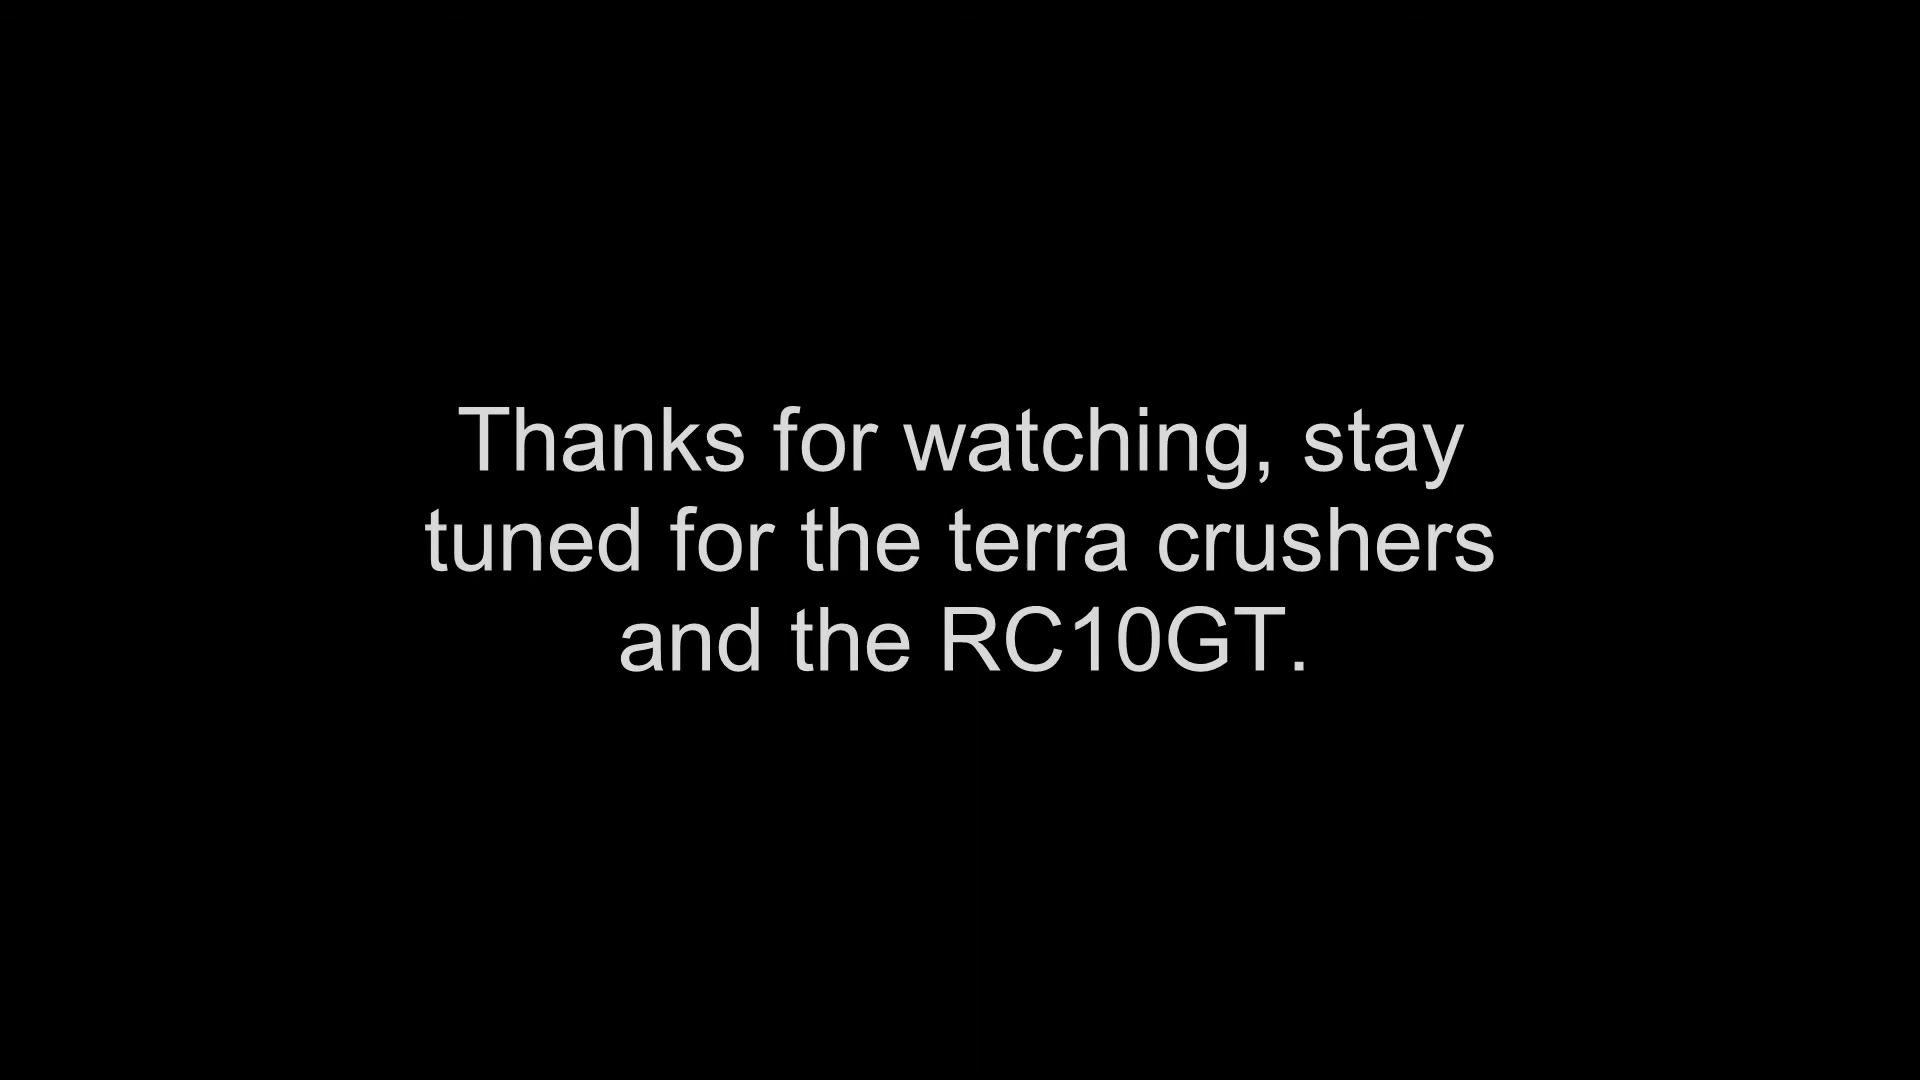 Thanks for watching, stay
tuned for the terra crushers
and the RC10GT.